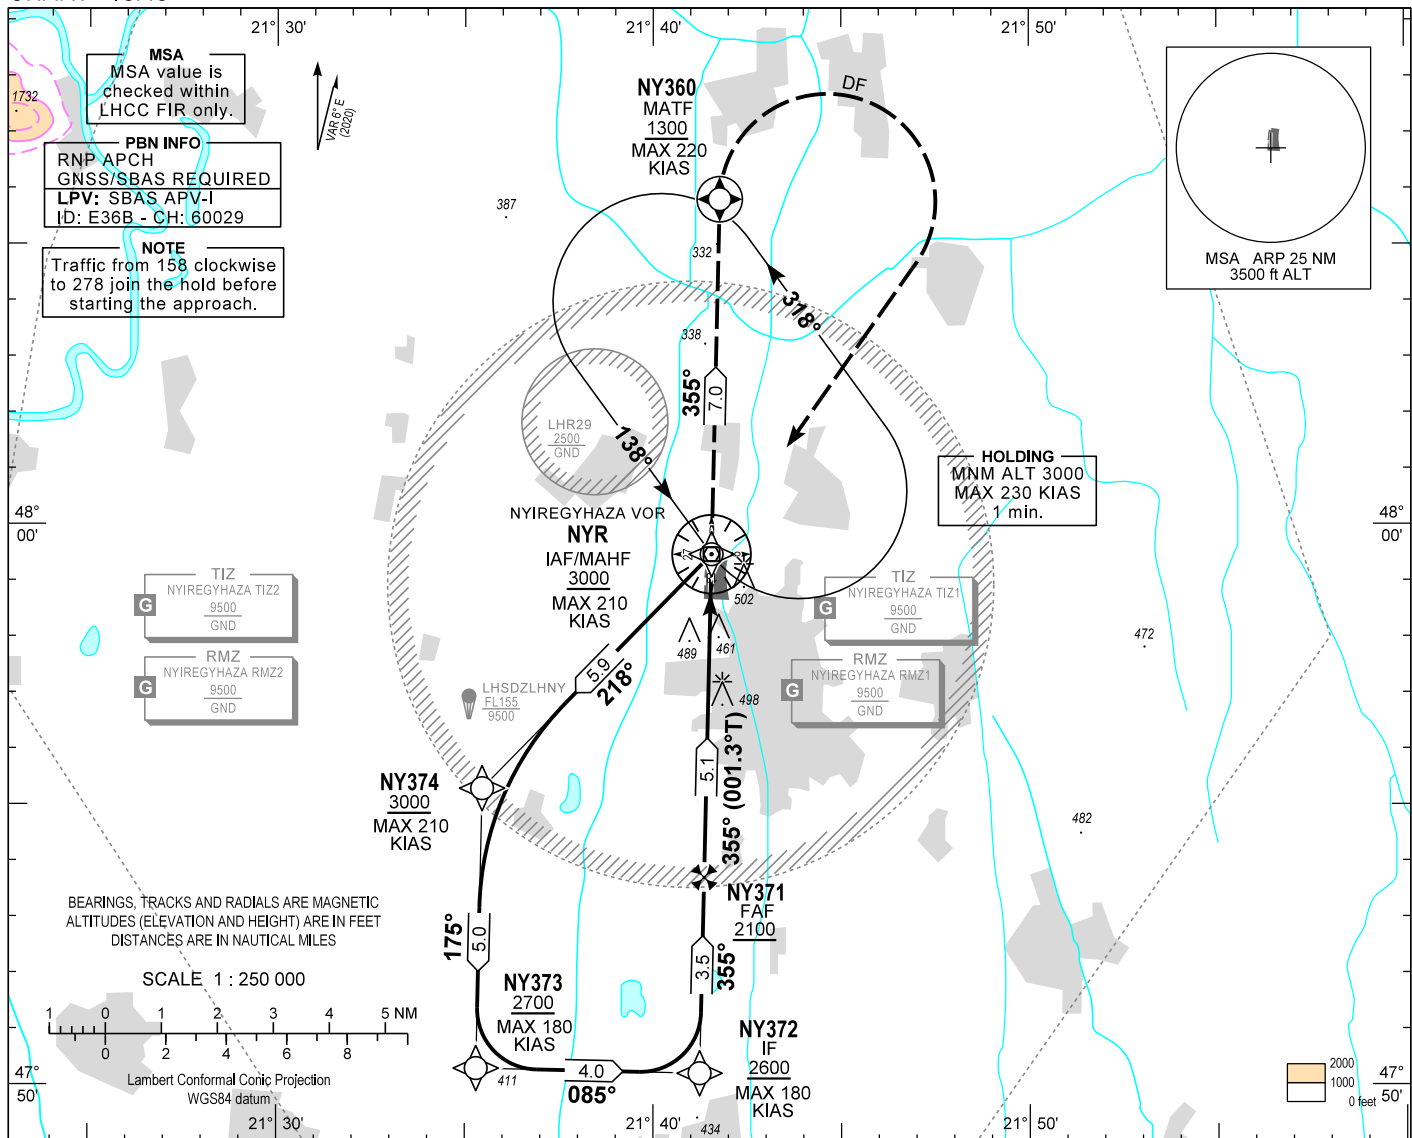 21° 30'
21° 40'
21° 50'
MSA
MSA value is
checked within
LHCC FIR only.
1732
VAR 6° E
(2020)
PBN INFO
RNP APCH
GNSS/SBAS REQUIRED
LPV: SBAS APV-I
ID: E36B - CH: 60029
NOTE
Traffic from 158 clockwise
to 278 join the hold before
starting the approach.
NY360
MATF
1300
MAX 220
KIAS
DF
MSA ARP 25 NM
3500 ft ALT
387
332
338
318°
355°
7.0
138°
LHR29
2500
GND
HOLDING
MNM ALT 3000
MAX 230 KIAS
1 min.
48°
00'
48°
00'
NYIREGYHAZA VOR
NYR
IAF/MAHF
3000
MAX 210
KIAS
27
502
489
461
498
TIZ
NYIREGYHAZA TIZ2
9500
GND
G
RMZ
NYIREGYHAZA RMZ2
9500
GND
G
TIZ
NYIREGYHAZA TIZ1
9500
GND
G
RMZ
NYIREGYHAZA RMZ1
9500
GND
G
472
482
5.9
218°
LHSDZLHNY
FL155
9500
5.1
355° (001.3°T)
NY374
3000
MAX 210
KIAS
NY371
FAF
2100
BEARINGS, TRACKS AND RADIALS ARE MAGNETIC
ALTITUDES (ELEVATION AND HEIGHT) ARE IN FEET
DISTANCES ARE IN NAUTICAL MILES
SCALE 1 : 250 000
1 0 1 2 3 4 5 NM
0 2 4 6 8
Lambert Conformal Conic Projection
WGS84 datum
175°
5.0
3.5
355°
NY373
2700
MAX 180
KIAS
NY372
IF
2600
MAX 180
KIAS
411
4.0
085°
434
2000
1000
0 feet
47°
50'
47°
50'
21° 30'
21° 40'
21° 50'